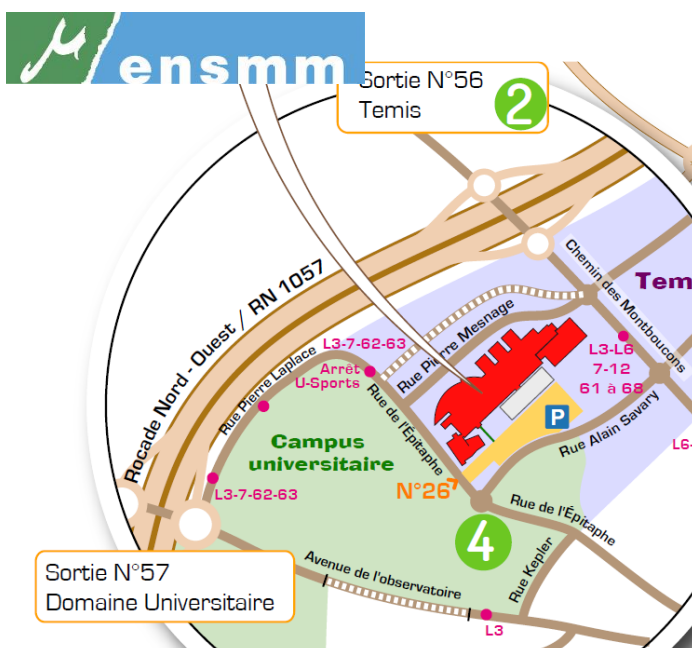 µ ensmm
Sortie N°56
Temis
2
Chemin des Montboucons
Tem
Rocade Nord - Ouest / RN 1057
L3-7-62-63
Arrêt
U-Sports
Rue Pierre Mesnage
L3-L6
7-12
61 à 68
Rue Pierre Laplace
Rue de l'Épitaphe
P
Rue Alain Savary
Campus
universitaire
L6-
L3-7-62-63
N°26
Rue de l'Épitaphe
4
Sortie N°57
Domaine Universitaire
Avenue de l'observatoire
Rue Kepler
L3